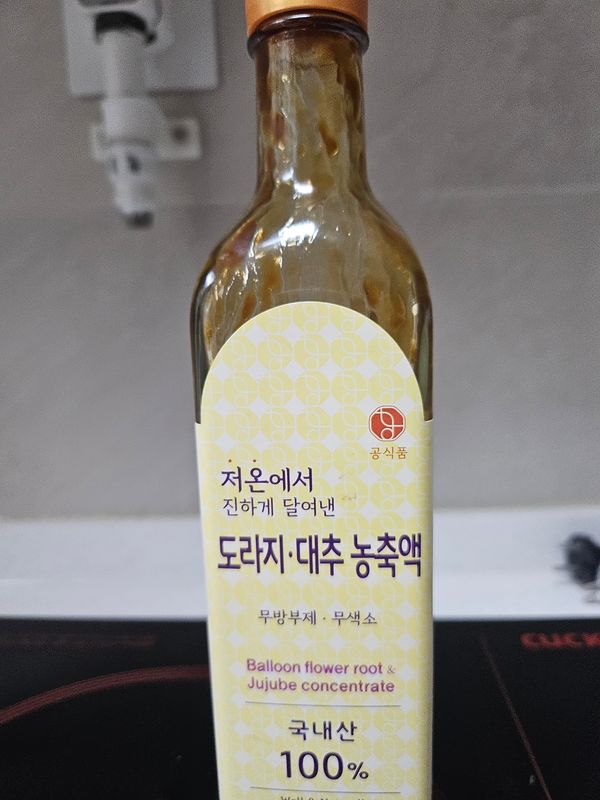 공식품
저온에서
진하게 달여낸
도라지·대추 농축액
무방부제 · 무색소
Balloon flower root &
Jujube concentrate
국내산
100%